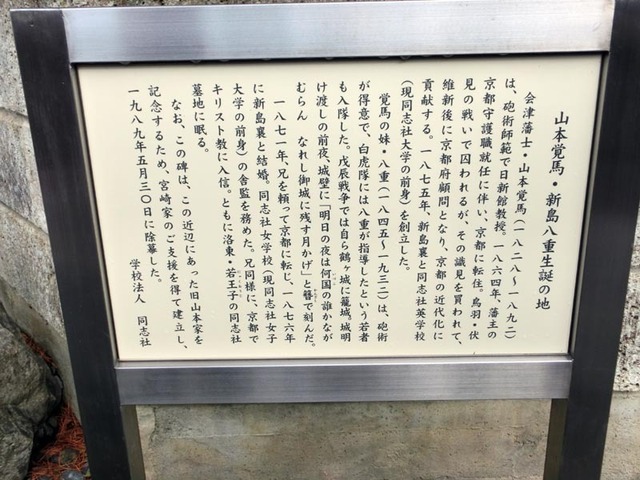 山本覚馬・新島八重生誕の地
会津藩士・山本覚馬(一八二八~一八九二)
は、砲術師範で日新館教授。一八六四年、藩主の
京都守護職就任に伴い、京都に転住。鳥羽・伏
見の戦いで囚われるが、その識見を買われて、
維新後に京都府顧問となり、京都の近代化に
貢献する。一八七五年、新島襄と同志社英学校
(現同志社大学の前身)を創立した。
覚馬の妹・八重(一八四五~一九三二)は、砲術
が得意で、白虎隊には八重が指導したという若者
も入隊した。戊辰戦争では自ら鶴ヶ城に籠城。城明
け渡しの前夜、城壁に「明日の夜は何国の誰かなが
むらん なれし御城に残す月かげ」と簪で刻んだ。
一八七一年、兄を頼って京都に転じ、一八七六年
に新島襄と結婚。同志社女学校(現同志社女子
大学の前身)の舎監を務めた。兄同様に、京都で
キリスト教に入信。ともに洛東・若王子の同志社
墓地に眠る。
なお、この碑は、この近辺にあった旧山本家を
記念するため、宮崎家のご支援を得て建立し、
一九八九年五月三〇日に除幕した。
学校法人 同志社